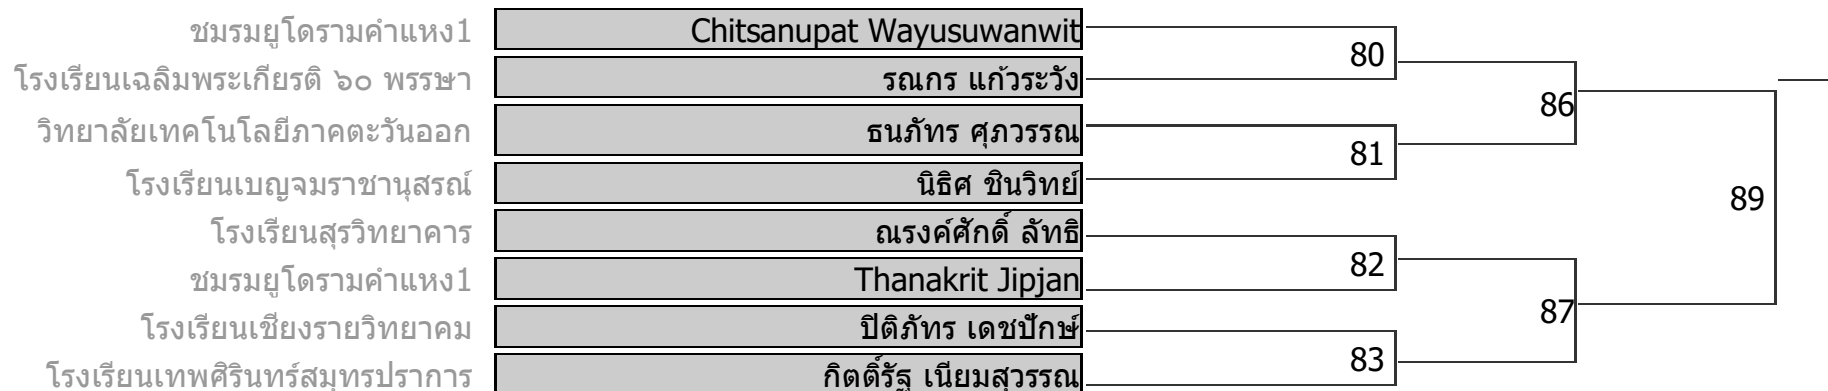 ชมรมยูโดรามคำแหง1 Chitsanupat Wayusuwanwit
80
โรงเรียนเฉลิมพระเกียรติ ๖๐ พรรษา รณกร แก้วระวัง
86
วิทยาลัยเทคโนโลยีภาคตะวันออก ธนภัทร ศุภวรรณ
81
โรงเรียนเบญจมราชานุสรณ์ นิธิศ ชินวิทย์
89
โรงเรียนสุรวิทยาคาร ณรงค์ศักดิ์ ลัทธิ
82
ชมรมยูโดรามคำแหง1 Thanakrit Jipjan
87
โรงเรียนเชียงรายวิทยาคม ปิติภัทร เดชปักษ์
83
โรงเรียนเทพศิรินทร์สมุทรปราการ กิตติ์รัฐ เนียมสุวรรณ